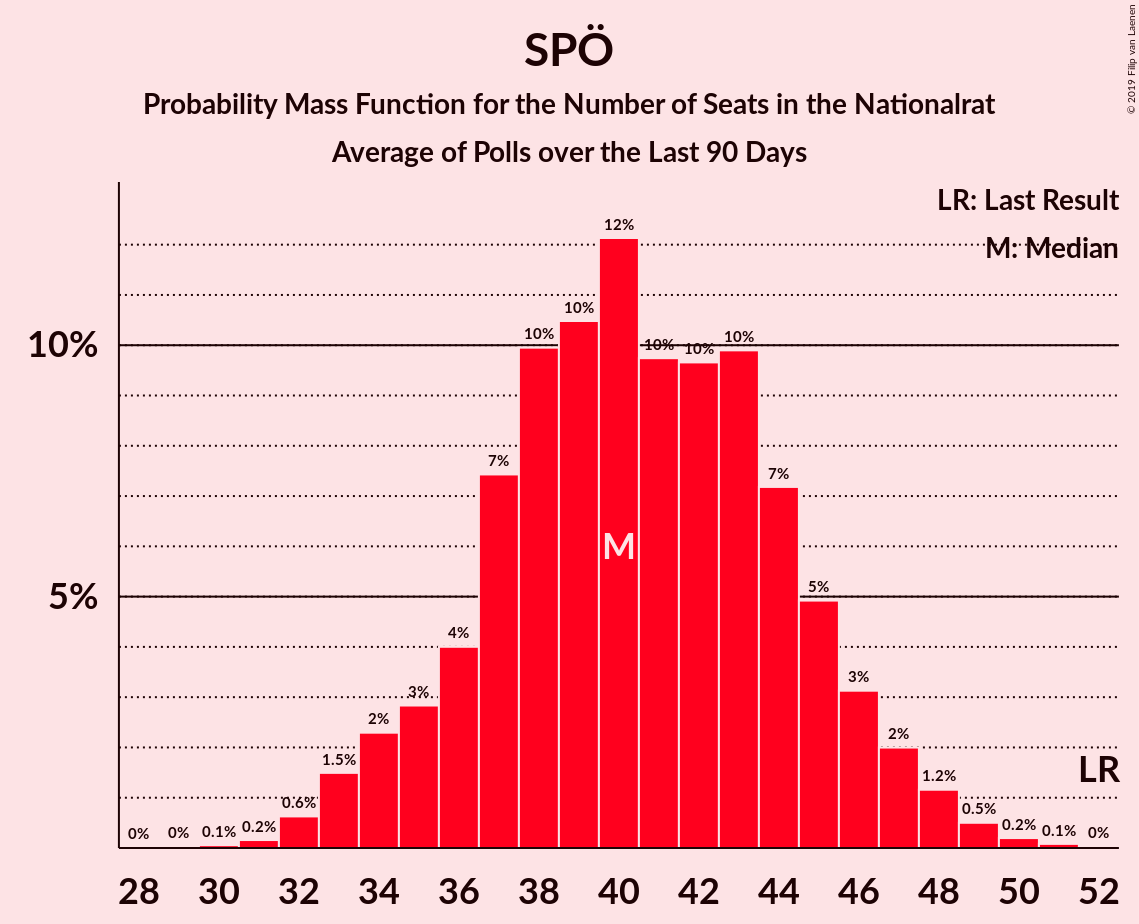 SPÖ
Probability Mass Function for the Number of Seats in the Nationalrat
Average of Polls over the Last 90 Days
© 2019 Filip van Laenen
LR: Last Result
M: Median
10%
5%
0% 0% 0.1% 0.2% 0.6% 1.5% 2% 3% 4% 7% 10% 10% 12% 10% 10% 10% 7% 5% 3% 2% 1.2% 0.5% 0.2% 0.1% 0%
M
LR
28 30 32 34 36 38 40 42 44 46 48 50 52